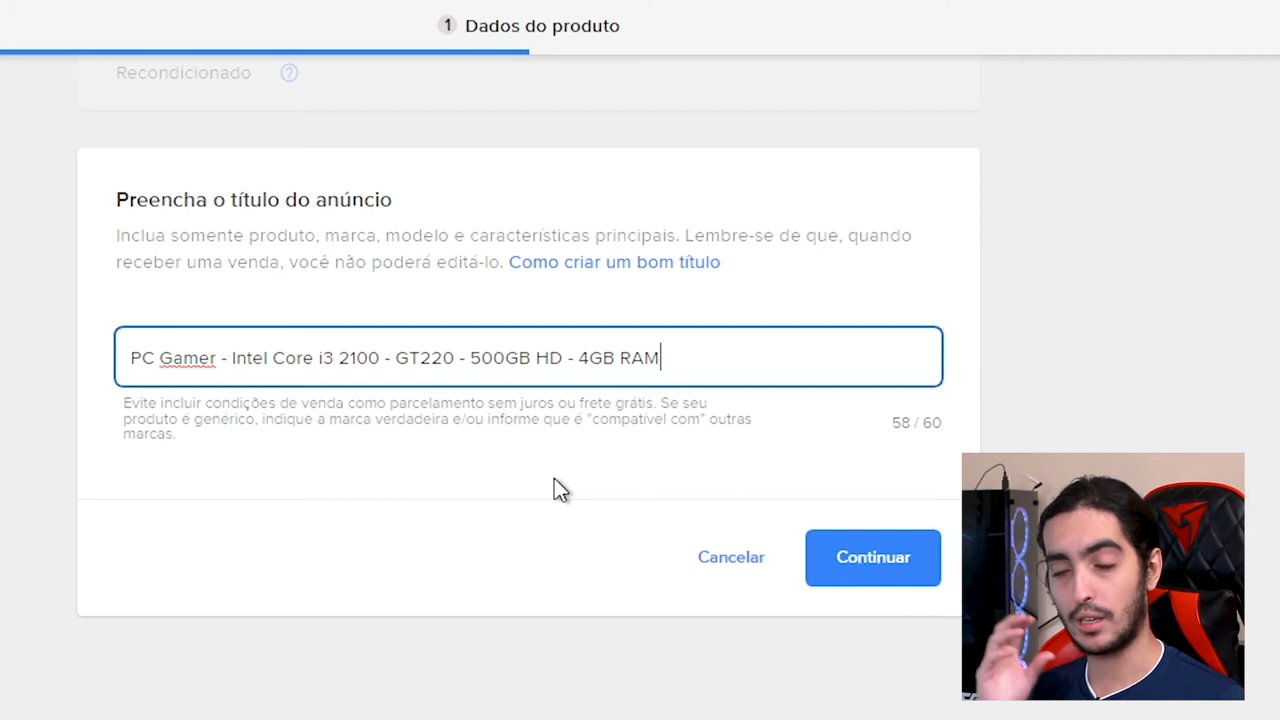 1 Dados do produto
Recondicionado ?
Preencha o título do anúncio
Inclua somente produto, marca, modelo e características principais. Lembre-se de que, quando
receber uma venda, você não poderá editá-lo. Como criar um bom título
PC Gamer - Intel Core i3 2100 - GT220 - 500GB HD - 4GB RAM
Evite incluir condições de venda como parcelamento sem juros ou frete grátis. Se seu
produto é genérico, indique a marca verdadeira e/ou informe que é "compatível com" outras
marcas.
58 / 60
Cancelar
Continuar